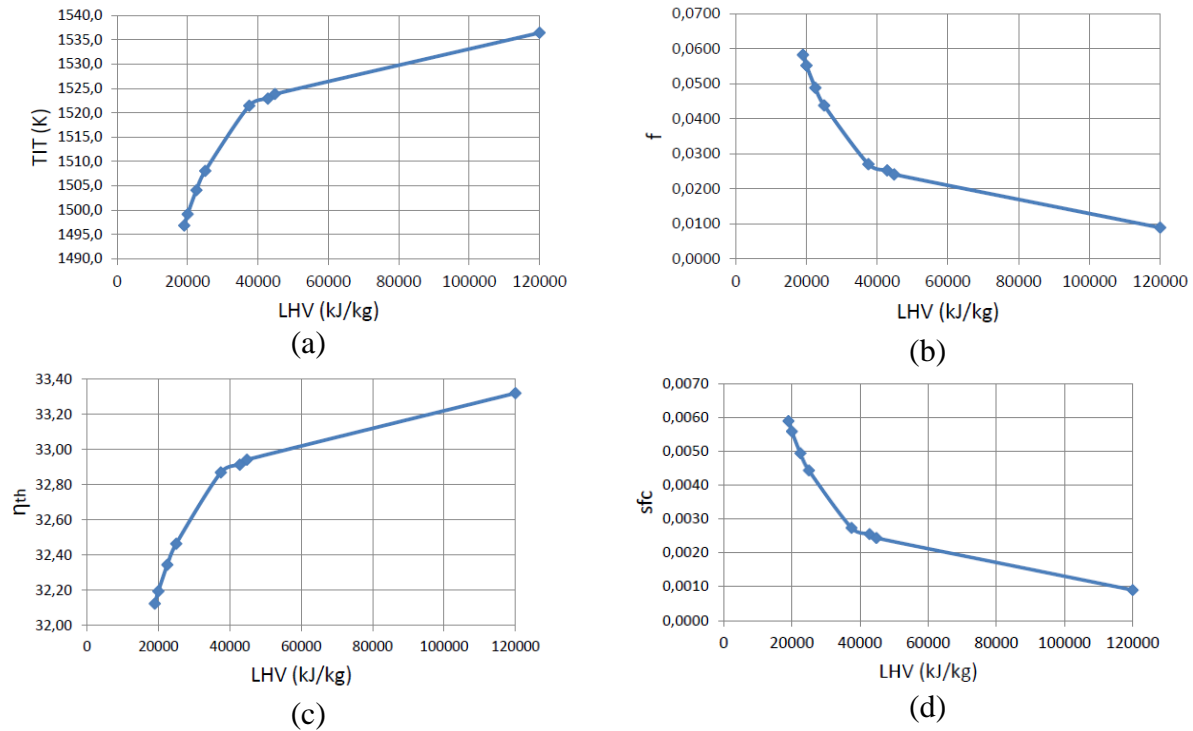 1540,0
1535,0
1530,0
1525,0
1520,0
1515,0
1510,0
1505,0
1500,0
1495,0
1490,0
TIT (K)
0 20000 40000 60000 80000 100000 120000
LHV (kJ/kg)
(a)
0,0700
0,0600
0,0500
0,0400
0,0300
0,0200
0,0100
0,0000
f
0 20000 40000 60000 80000 100000 120000
LHV (kJ/kg)
(b)
33,40
33,20
33,00
32,80
32,60
32,40
32,20
32,00
ηth
0 20000 40000 60000 80000 100000 120000
LHV (kJ/kg)
(c)
0,0070
0,0060
0,0050
0,0040
0,0030
0,0020
0,0010
0,0000
sfc
0 20000 40000 60000 80000 100000 120000
LHV (kJ/kg)
(d)